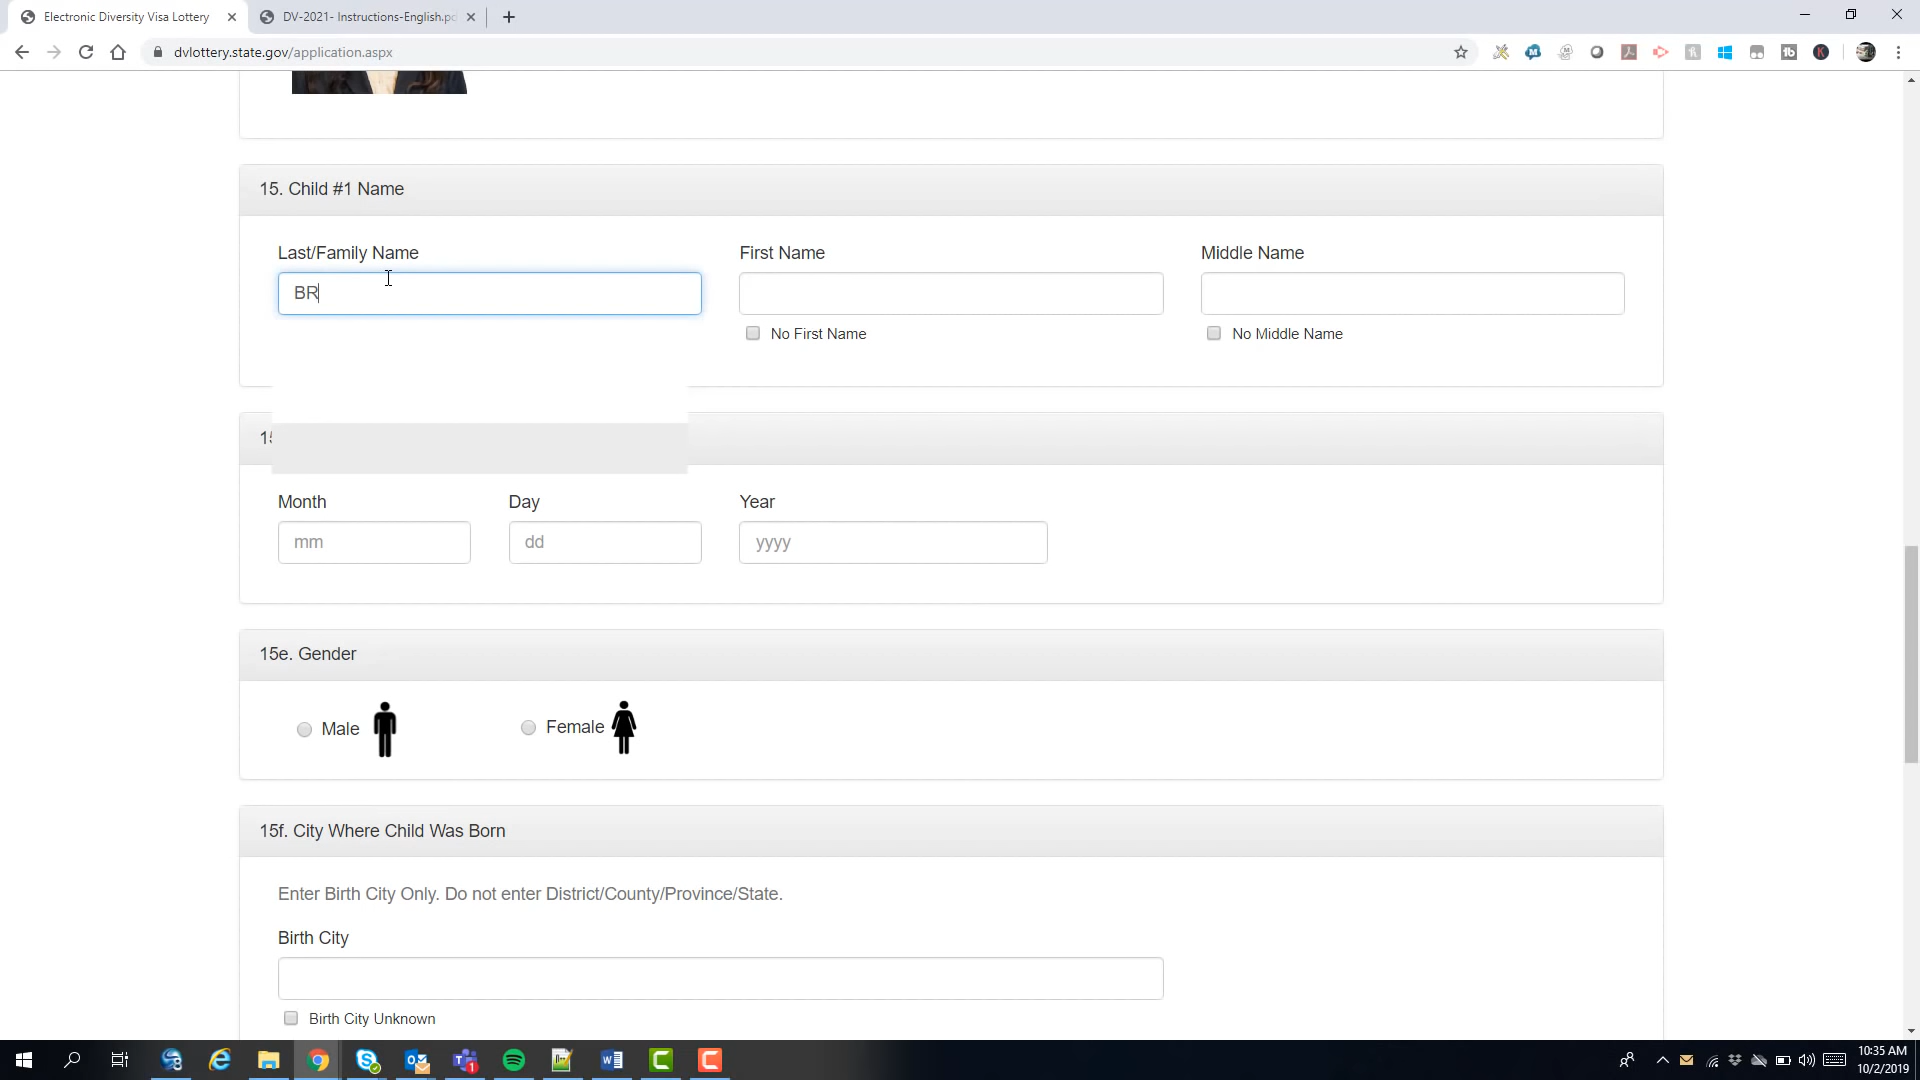 Electronic Diversity Visa Lottery
DV-2021- Instructions-English.pd
dvlottery.state.gov/application.aspx
15. Child #1 Name
Last/Family Name
First Name
Middle Name
BR
No First Name
No Middle Name
15
Month
Day
Year
mm
dd
yyyy
15e. Gender
Male
Female
15f. City Where Child Was Born
Enter Birth City Only. Do not enter District/County/Province/State.
Birth City
Birth City Unknown
10:35 AM
10/2/2019